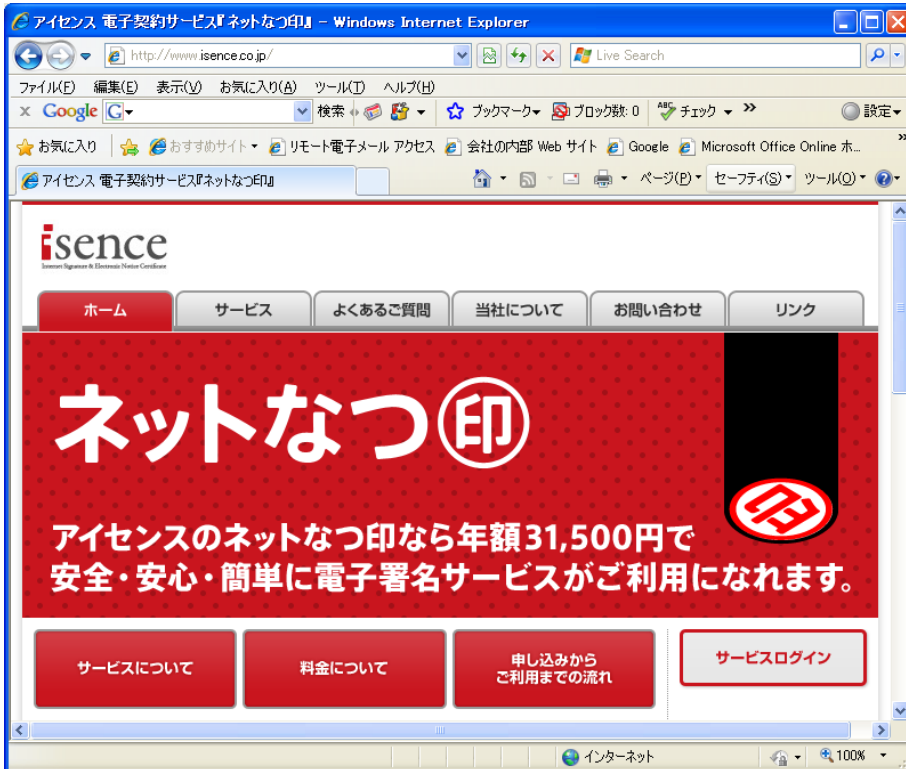 アイセンス 電子契約サービス『ネットなつ印』 - Windows Internet Explorer
http://www.isence.co.jp/
Live Search
ファイル(F) 編集(E) 表示(V) お気に入り(A) ツール(T) ヘルプ(H)
x Google G 検索 ブックマーク ブロック数: 0 ABC チェック » 設定
お気に入り おすすめサイト リモート電子メール アクセス 会社の内部 Web サイト Google Microsoft Office Online ホ... »
アイセンス 電子契約サービス『ネットなつ印』 ページ(P) セーフティ(S) ツール(O)
isence
Internet Signature & Electronic Notice Certificate
ホーム サービス よくあるご質問 当社について お問い合わせ リンク
ネットなつ㊞
アイセンスのネットなつ印なら年額31,500円で
安全・安心・簡単に電子署名サービスがご利用になれます。
サービスについて 料金について 申し込みから サービスログイン
ご利用までの流れ
インターネット 100%